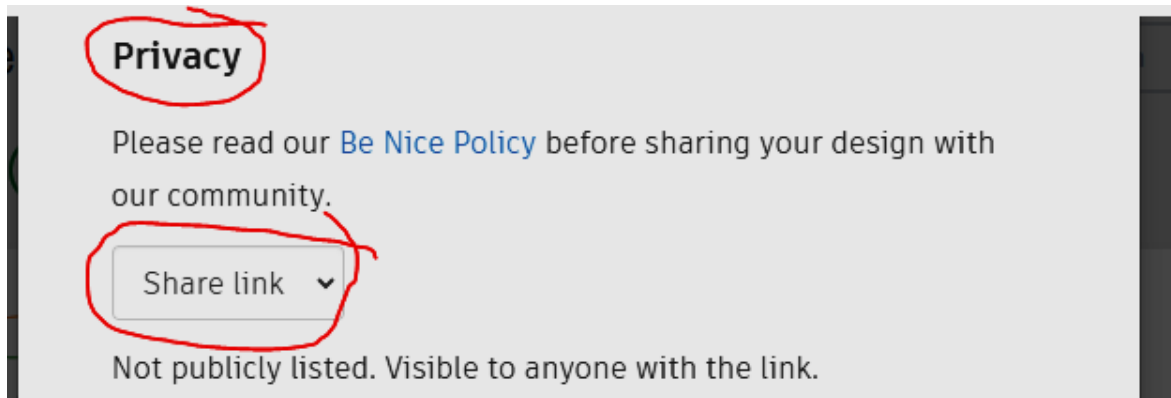 Privacy
Please read our Be Nice Policy before sharing your design with
our community.
Share link
Not publicly listed. Visible to anyone with the link.